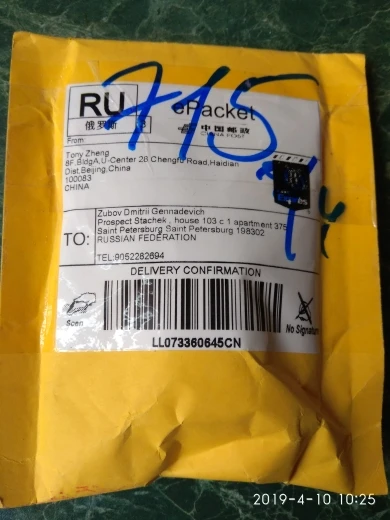 RU
ePacket
俄罗斯
中国邮政
CHINA POST
715
From:
Tony Zheng
8F,BldgA,U-Center 28 Chengfu Road,Haidian
Dist,Beijing,China
100083
CHINA
TO:
Zubov Dmitrii Gennadevich
Prospect Stachek , house 103 c 1 apartment 375
Saint Petersburg Saint Petersburg 198302
RUSSIAN FEDERATION
TEL:9052282694
DELIVERY CONFIRMATION
Scan
No Signature
LL073360645CN
2019-4-10 10:25